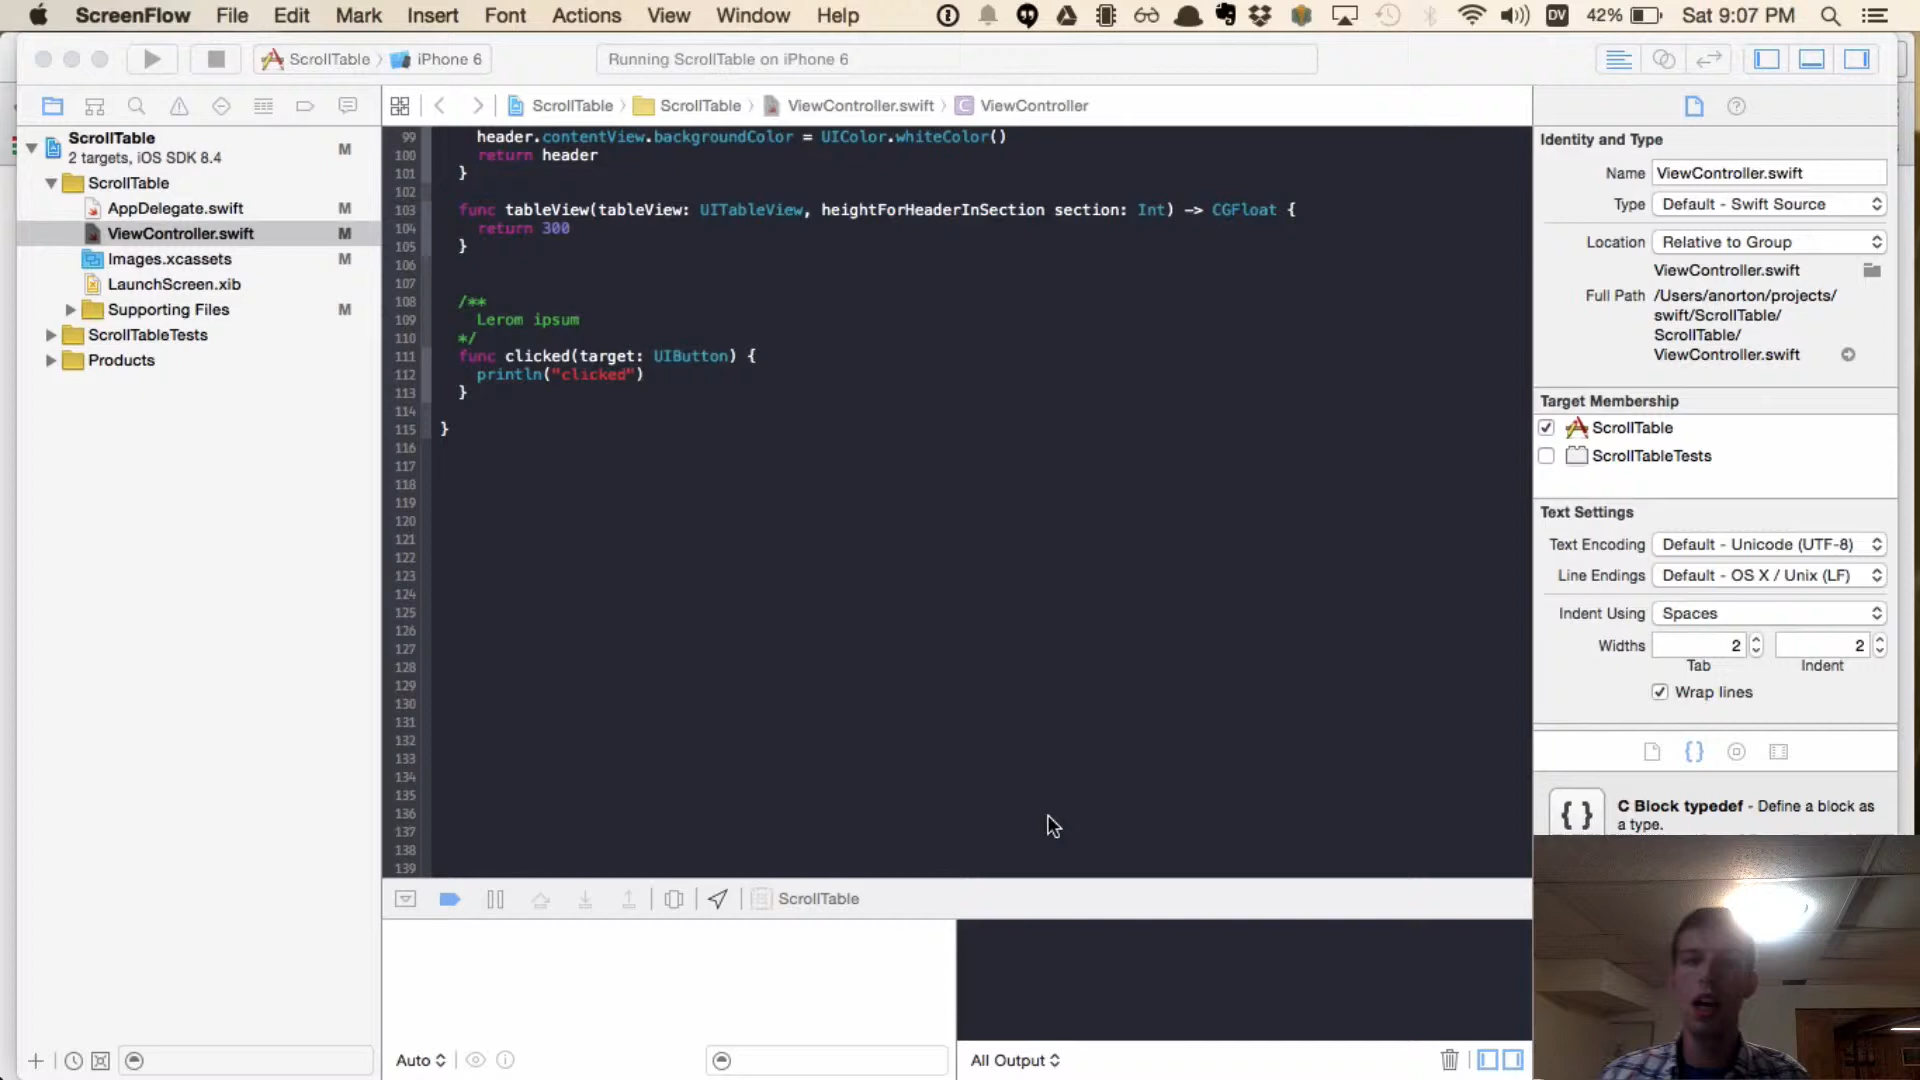 ScreenFlow File Edit Mark Insert Font Actions View Window Help DV 42% Sat 9:07 PM
ScrollTable iPhone 6 Running ScrollTable on iPhone 6
ScrollTable ScrollTable ViewController.swift C ViewController
ScrollTable M
2 targets, iOS SDK 8.4
ScrollTable
AppDelegate.swift M
ViewController.swift M
Images.xcassets M
LaunchScreen.xib
Supporting Files M
ScrollTableTests
Products
99 header.contentView.backgroundColor = UIColor.whiteColor()
100 return header
101 }
102
103 func tableView(tableView: UITableView, heightForHeaderInSection section: Int) -> CGFloat {
104 return 300
105 }
106
107
108 /**
109 Lerom ipsum
110 */
111 func clicked(target: UIButton) {
112 println("clicked")
113 }
114
115 }
116
117
118
119
120
121
122
123
124
125
126
127
128
129
130
131
132
133
134
135
136
137
138
139
ScrollTable
Auto
All Output
Identity and Type
Name ViewController.swift
Type Default - Swift Source
Location Relative to Group
ViewController.swift
Full Path /Users/anorton/projects/
swift/ScrollTable/
ScrollTable/
ViewController.swift
Target Membership
ScrollTable
ScrollTableTests
Text Settings
Text Encoding Default - Unicode (UTF-8)
Line Endings Default - OS X / Unix (LF)
Indent Using Spaces
Widths 2 2
Tab Indent
Wrap lines
{ }
{ } C Block typedef - Define a block as
a type.